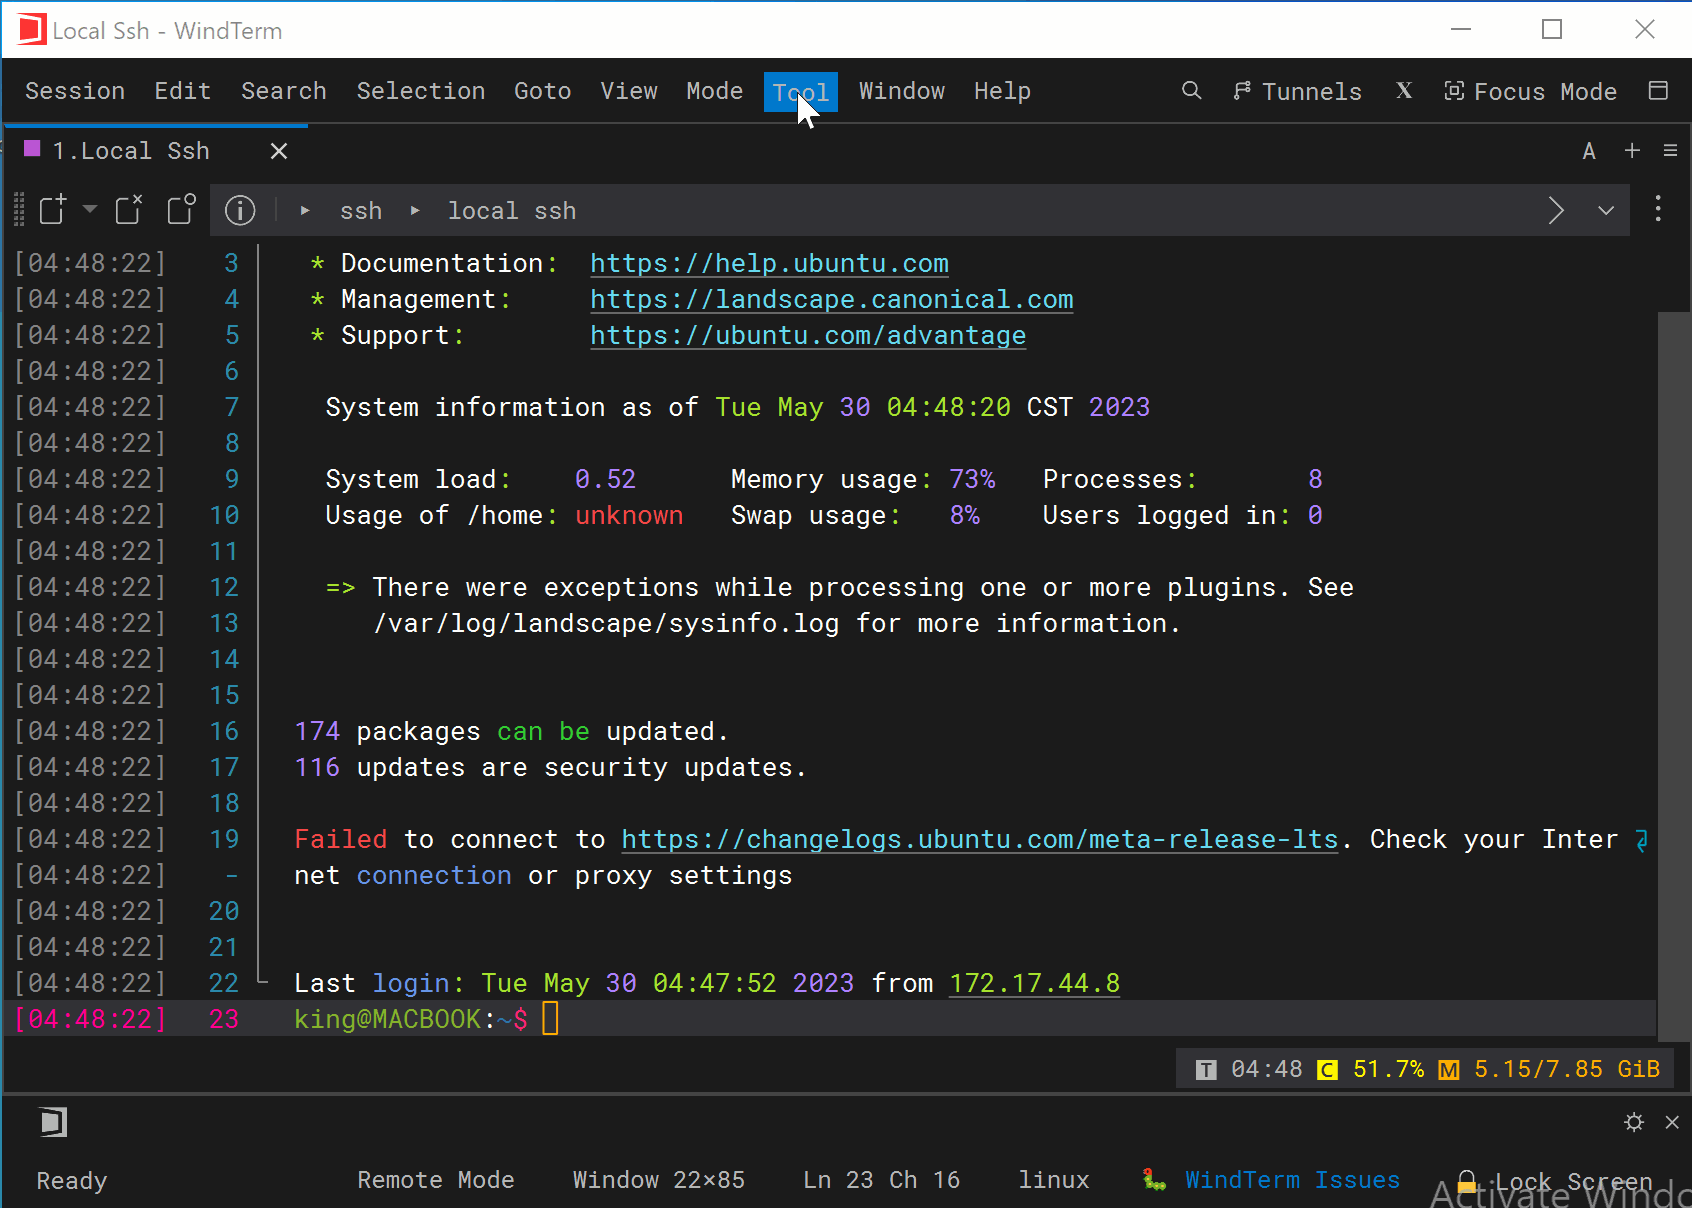 Local Ssh - WindTerm
Session Edit Search Selection Goto View Mode Tool Window Help Tunnels X Focus Mode
1.Local Ssh A
ssh local ssh
[04:48:22] 3 * Documentation: https://help.ubuntu.com
[04:48:22] 4 * Management: https://landscape.canonical.com
[04:48:22] 5 * Support: https://ubuntu.com/advantage
[04:48:22] 6
[04:48:22] 7 System information as of Tue May 30 04:48:20 CST 2023
[04:48:22] 8
[04:48:22] 9 System load: 0.52 Memory usage: 73% Processes: 8
[04:48:22] 10 Usage of /home: unknown Swap usage: 8% Users logged in: 0
[04:48:22] 11
[04:48:22] 12 => There were exceptions while processing one or more plugins. See
[04:48:22] 13 /var/log/landscape/sysinfo.log for more information.
[04:48:22] 14
[04:48:22] 15
[04:48:22] 16 174 packages can be updated.
[04:48:22] 17 116 updates are security updates.
[04:48:22] 18
[04:48:22] 19 Failed to connect to https://changelogs.ubuntu.com/meta-release-lts. Check your Inter
[04:48:22] - net connection or proxy settings
[04:48:22] 20
[04:48:22] 21
[04:48:22] 22 Last login: Tue May 30 04:47:52 2023 from 172.17.44.8
[04:48:22] 23 king@MACBOOK:~$
T 04:48 C 51.7% M 5.15/7.85 GiB
Ready Remote Mode Window 22×85 Ln 23 Ch 16 linux WindTerm Issues Lock Screen
Activate Windo